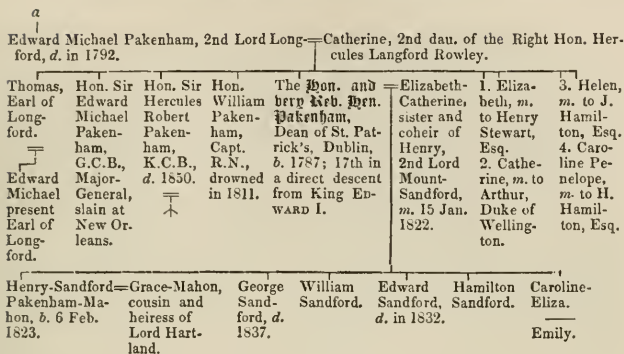 a
Edward Michael Pakenham, 2nd Lord Long-
ford, d. in 1792.
Catherine, 2nd dau. of the Right Hon. Her-
cules Langford Rowley.
Thomas,
Earl of
Long-
ford.
Edward
Michael
present
Earl of
Long-
ford.
Hon. Sir
Edward
Michael
Paken-
ham,
G.C.B.,
Major-
General,
slain at
New Or-
leans.
Hon. Sir
Hercules
Robert
Paken-
ham,
K.C.B.,
d. 1850.
Hon.
William
Paken-
ham,
Capt.
R.N.,
drowned
in 1811.
The Hon. and
very Reb. Hen.
Pakenham,
Dean of St. Pat-
rick's, Dublin,
b. 1787; 17th in
a direct descent
from King ED-
WARD I.
Elizabeth-
Catherine,
sister and
coheir of
Henry,
2nd Lord
Mount-
Sandford,
m. 15 Jan.
1822.
1. Eliza-
beth, m.
to Henry
Stewart,
Esq.
2. Cathe-
rine, m. to
Arthur,
Duke of
Welling-
ton.
3. Helen,
m. to J.
Hamil-
ton, Esq.
4. Caro-
line Pe-
nelope,
m. to H.
Hamil-
ton, Esq.
Henry-Sandford
Pakenham-Ma-
hon, b. 6 Feb.
1823.
Grace-Mahon,
cousin and
heiress of
Lord Hart-
land.
George
Sand-
ford, d.
1837.
William
Sandford.
Edward
Sandford,
d. in 1832.
Hamilton
Sandford.
Caroline-
Eliza.
Emily.